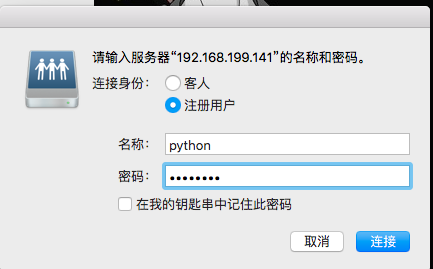 请输入服务器“192.168.199.141”的名称和密码。
连接身份： 客人
注册用户
名称： python
密码： ••••••••
在我的钥匙串中记住此密码
取消 连接